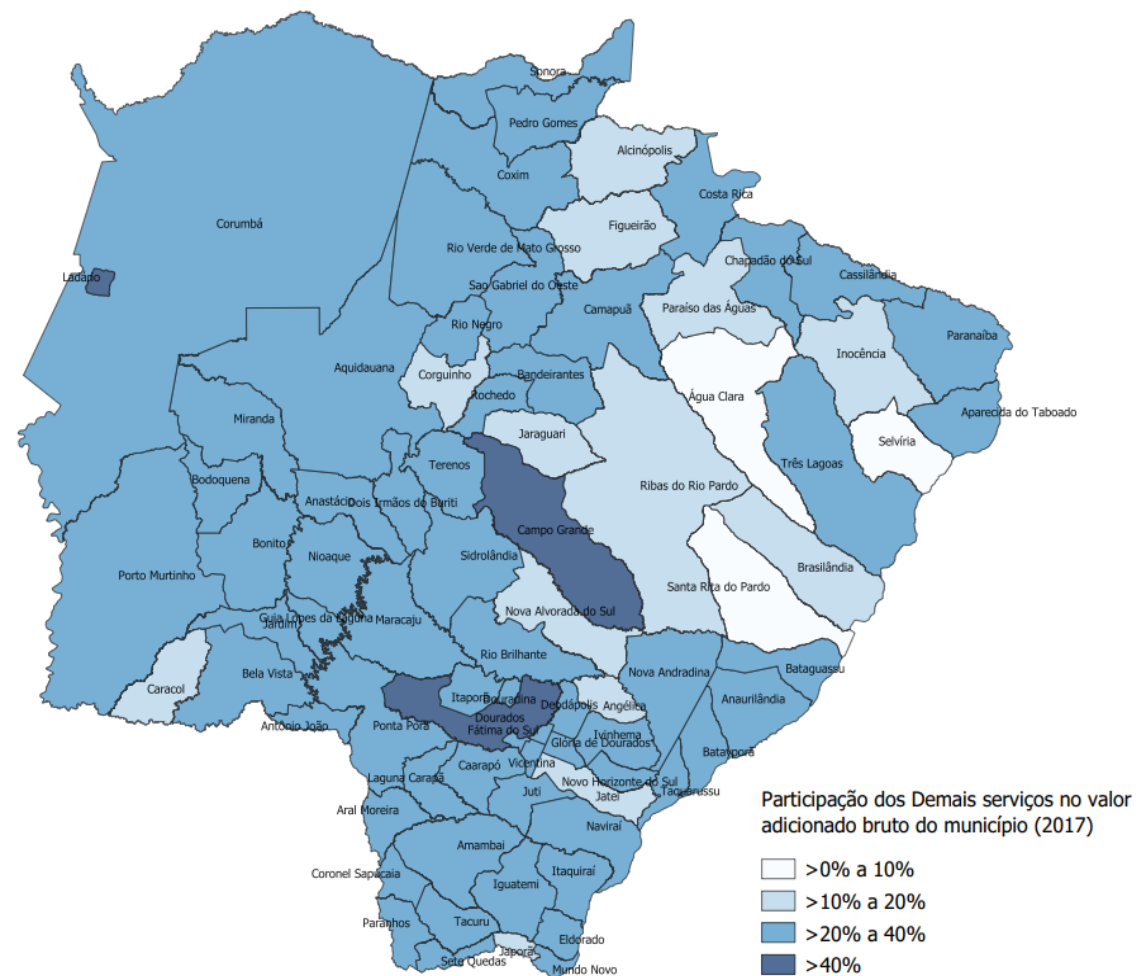 Sonora
Pedro Gomes
Alcinópolis
Coxim
Costa Rica
Corumbá
Figueirão
Rio Verde de Mato Grosso
Chapadão do Sul
Cassilândia
Ladário
Sao Gabriel do Oeste
Camapuã
Paraíso das Águas
Rio Negro
Paranaíba
Inocência
Aquidauana
Corguinho
Bandeirantes
Rochedo
Água Clara
Aparecida do Taboado
Miranda
Jaraguari
Selvíria
Terenos
Três Lagoas
Bodoquena
Ribas do Rio Pardo
Anastácio
Dois Irmãos do Buriti
Campo Grande
Bonito
Nioaque
Sidrolândia
Brasilândia
Porto Murtinho
Santa Rita do Pardo
Nova Alvorada do Sul
Guia Lopes da Laguna
Maracaju
Jardim
Rio Brilhante
Bela Vista
Nova Andradina
Bataguassu
Caracol
Itaporã
Douradina
Deodápolis
Angélica
Anaurilândia
Antônio João
Ponta Porã
Dourados
Fátima do Sul
Ivinhema
Glória de Dourados
Batayporã
Vicentina
Caarapó
Laguna Carapã
Novo Horizonte do Sul
Taquarussu
Juti
Jateí
Aral Moreira
Naviraí
Amambai
Coronel Sapucaia
Itaquiraí
Iguatemi
Paranhos
Tacuru
Eldorado
Japorã
Sete Quedas
Mundo Novo
Participação dos Demais serviços no valor
adicionado bruto do município (2017)
>0% a 10%
>10% a 20%
>20% a 40%
>40%